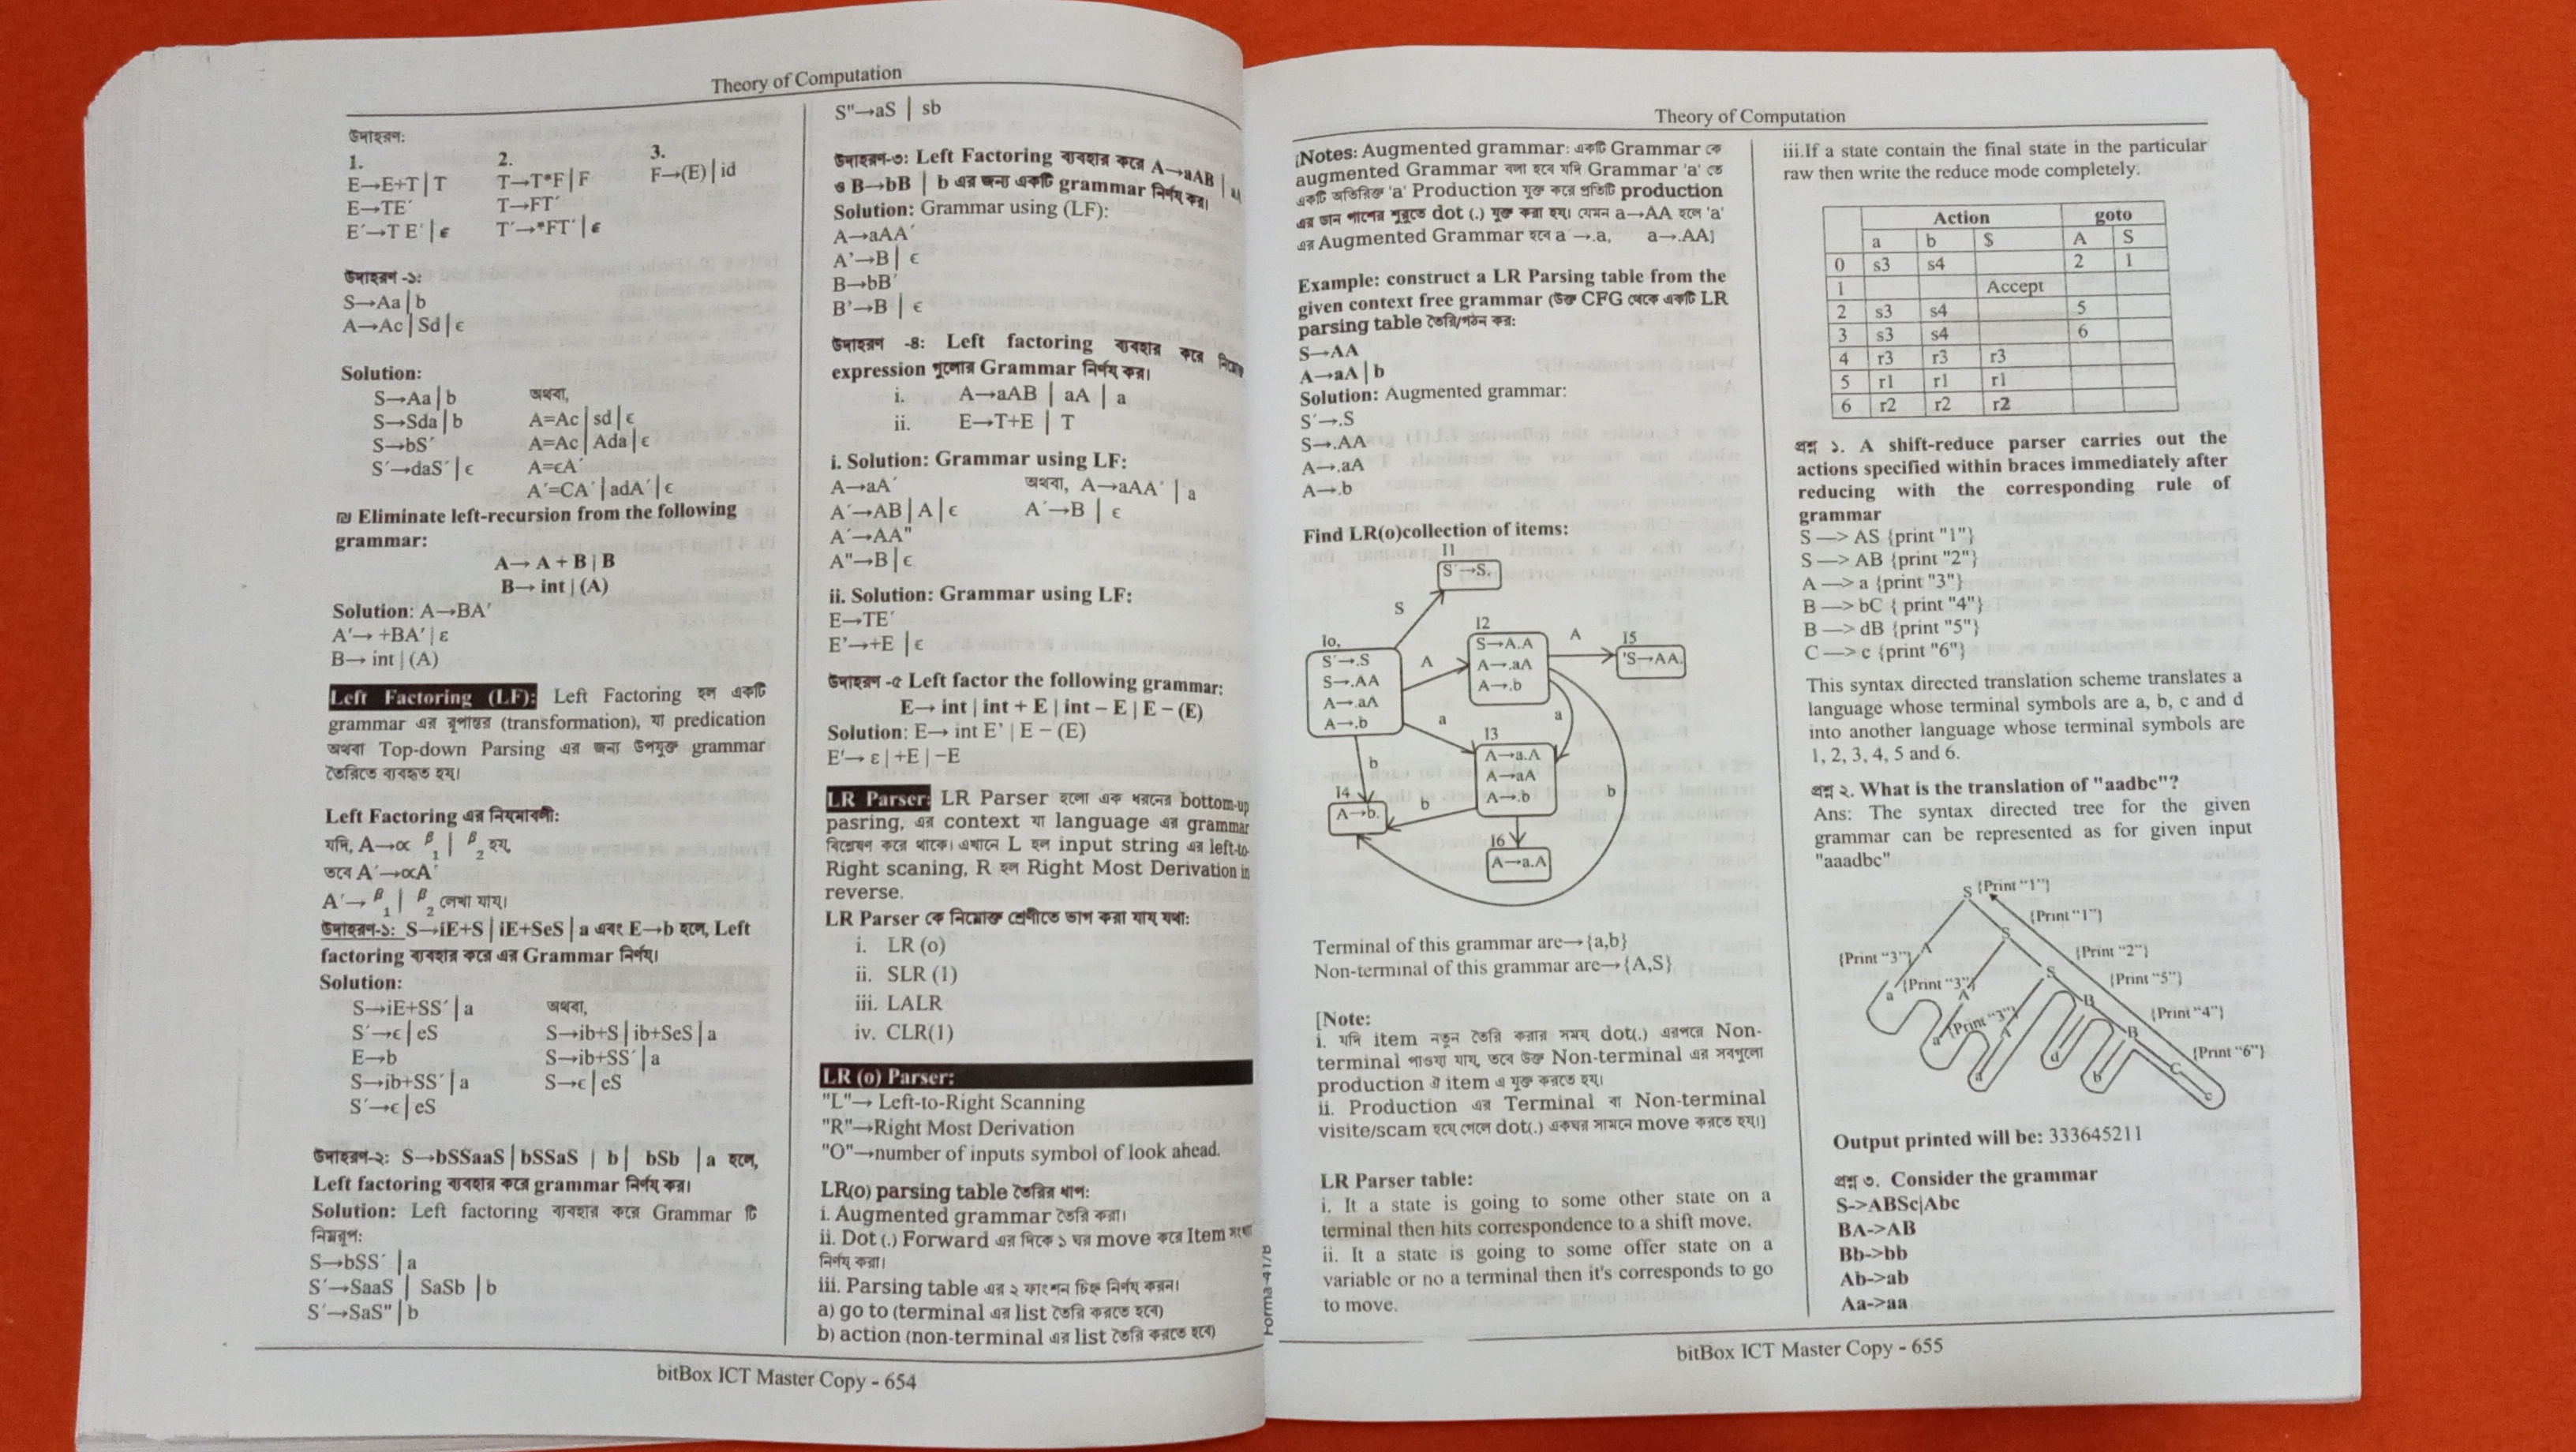 Theory of Computation
উদাহরণ:
1. 2. 3.
E→E+T | T T→T*F | F F→(E) | id
E→TE´ T→FT´
E´→T E´ | ϵ T´→*FT´ | ϵ
উদাহরণ -১:
S→Aa | b
A→Ac | Sd | ϵ
Solution:
S→Aa | b অথবা,
S→Sda | b A=Ac | sd | ϵ
S→bS´ A=Ac | Ada | ϵ
S´→daS´ | ϵ A=ϵA´
A´=CA´ | adA´ | ϵ
Eliminate left-recursion from the following
grammar:
A→ A + B | B
B→ int | (A)
Solution: A→BA′
A′→ +BA′ | ε
B→ int | (A)
Left Factoring (LF): Left Factoring হল একটি
grammar এর রূপান্তর (transformation), যা predication
অথবা Top-down Parsing এর জন্য উপযুক্ত grammar
তৈরিতে ব্যবহৃত হয়।
Left Factoring এর নিয়মাবলী:
যদি, A→∝ β1 | β2 হয়,
তবে A´→∝A´
A´→ β1 | β2 লেখা যায়।
উদাহরণ-১: S→iE+S | iE+SeS | a এবং E→b হলে, Left
factoring ব্যবহার করে এর Grammar নির্ণয়।
Solution:
S→iE+SS´ | a অথবা,
S´→ϵ | eS S→ib+S | ib+SeS | a
E→b S→ib+SS´ | a
S→ib+SS´ | a S→ϵ | eS
S´→ϵ | eS
উদাহরণ-২: S→bSSaaS | bSSaS | b | bSb | a হলে,
Left factoring ব্যবহার করে grammar নির্ণয় কর।
Solution: Left factoring ব্যবহার করে Grammar টি
নিম্নরূপ:
S→bSS´ | a
S´→SaaS | SaSb | b
S´→SaS" | b
S"→aS | sb
উদাহরণ-৩: Left Factoring ব্যবহার করে A→aAB |
ও B→bB | b এর জন্য একটি grammar নির্ণয় কর।
Solution: Grammar using (LF):
A→aAA´
A'→B | ϵ
B→bB'
B'→B | ϵ
উদাহরণ -৪: Left factoring ব্যবহার করে
expression গুলোর Grammar নির্ণয় কর।
i. A→aAB | aA | a
ii. E→T+E | T
i. Solution: Grammar using LF:
A→aA´ অথবা, A→aAA´ | a
A´→AB | A | ϵ A´→B | ϵ
A´→AA"
A"→B | ϵ
ii. Solution: Grammar using LF:
E→TE´
E'→+E | ϵ
উদাহরণ -৫ Left factor the following grammar:
E→ int | int + E | int − E | E − (E)
Solution: E→ int E' | E − (E)
E′→ ε | +E | −E
LR Parser: LR Parser হলো এক ধরনের bottom-up
pasring, এর context যা language এর grammar
বিশ্লেষণ করে থাকে। এখানে L হল input string এর left-to-
Right scaning, R হল Right Most Derivation in
reverse.
LR Parser কে নিম্নোক্ত শ্রেণীতে ভাগ করা যায় যথা:
i. LR (o)
ii. SLR (1)
iii. LALR
iv. CLR(1)
LR (o) Parser:
"L"→ Left-to-Right Scanning
"R"→Right Most Derivation
"O"→number of inputs symbol of look ahead.
LR(o) parsing table তৈরির ধাপ:
i. Augmented grammar তৈরি করা।
ii. Dot (.) Forward এর দিকে ১ ঘর move করে Item
নির্ণয় করা।
iii. Parsing table এর ২ ফাংশন চিহ্ন নির্ণয় করন।
a) go to (terminal এর list তৈরি করতে হবে)
b) action (non-terminal এর list তৈরি করতে হবে)
bitBox ICT Master Copy - 654
Forma-41/B
Theory of Computation
[Notes: Augmented grammar: একটি Grammar কে
augmented Grammar বলা হবে যদি Grammar 'a' তে
একটি অতিরিক্ত 'a' Production যুক্ত করে প্রতিটি production
এর ডান পাশের শুরুতে dot (.) যুক্ত করা হয়। যেমন a→AA হলে 'a'
এর Augmented Grammar হবে a´→.a, a→.AA]
Example: construct a LR Parsing table from the
given context free grammar (উক্ত CFG থেকে একটি LR
parsing table তৈরি/গঠন কর:
S→AA
A→aA | b
Solution: Augmented grammar:
S´→.S
S→.AA
A→.aA
A→.b
Find LR(o)collection of items:
I1
S´→S.
S
Io,
S´→.S
S→.AA
A→.aA
A→.b
A
I2
S→A.A
A→.aA
A→.b
A
I5
'S→AA.
a
a
I3
A→a.A
A→aA
A→.b
b
b
b
I4
A→b.
I6
A→a.A
Terminal of this grammar are→{a,b}
Non-terminal of this grammar are→{A,S}
[Note:
i. যদি item নতুন তৈরি করার সময় dot(.) এরপরে Non-
terminal পাওয়া যায়, তবে উক্ত Non-terminal এর সবগুলো
production ঐ item এ যুক্ত করতে হয়।
ii. Production এর Terminal বা Non-terminal
visite/scam হয়ে গেলে dot(.) একঘর সামনে move করতে হয়।]
LR Parser table:
i. It a state is going to some other state on a
terminal then hits correspondence to a shift move.
ii. It a state is going to some offer state on a
variable or no a terminal then it's corresponds to go
to move.
iii.If a state contain the final state in the particular
raw then write the reduce mode completely.
Action goto
a b $ A S
0 s3 s4 2 1
1 Accept
2 s3 s4 5
3 s3 s4 6
4 r3 r3 r3
5 r1 r1 r1
6 r2 r2 r2
প্রশ্ন ১. A shift-reduce parser carries out the
actions specified within braces immediately after
reducing with the corresponding rule of
grammar
S —> AS {print "1"}
S —> AB {print "2"}
A —> a {print "3"}
B —> bC { print "4"}
B —> dB {print "5"}
C —> c {print "6"}
This syntax directed translation scheme translates a
language whose terminal symbols are a, b, c and d
into another language whose terminal symbols are
1, 2, 3, 4, 5 and 6.
প্রশ্ন ২. What is the translation of "aadbc"?
Ans: The syntax directed tree for the given
grammar can be represented as for given input
"aaadbc"
S {Print "1"}
{Print "1"}
S
{Print "3"} A {Print "2"}
S {Print "5"}
a {Print "3"} A B
{Print "4"}
a {Print "3"} A B
{Print "6"}
a d b C
c
Output printed will be: 333645211
প্রশ্ন ৩. Consider the grammar
S->ABSc|Abc
BA->AB
Bb->bb
Ab->ab
Aa->aa
bitBox ICT Master Copy - 655